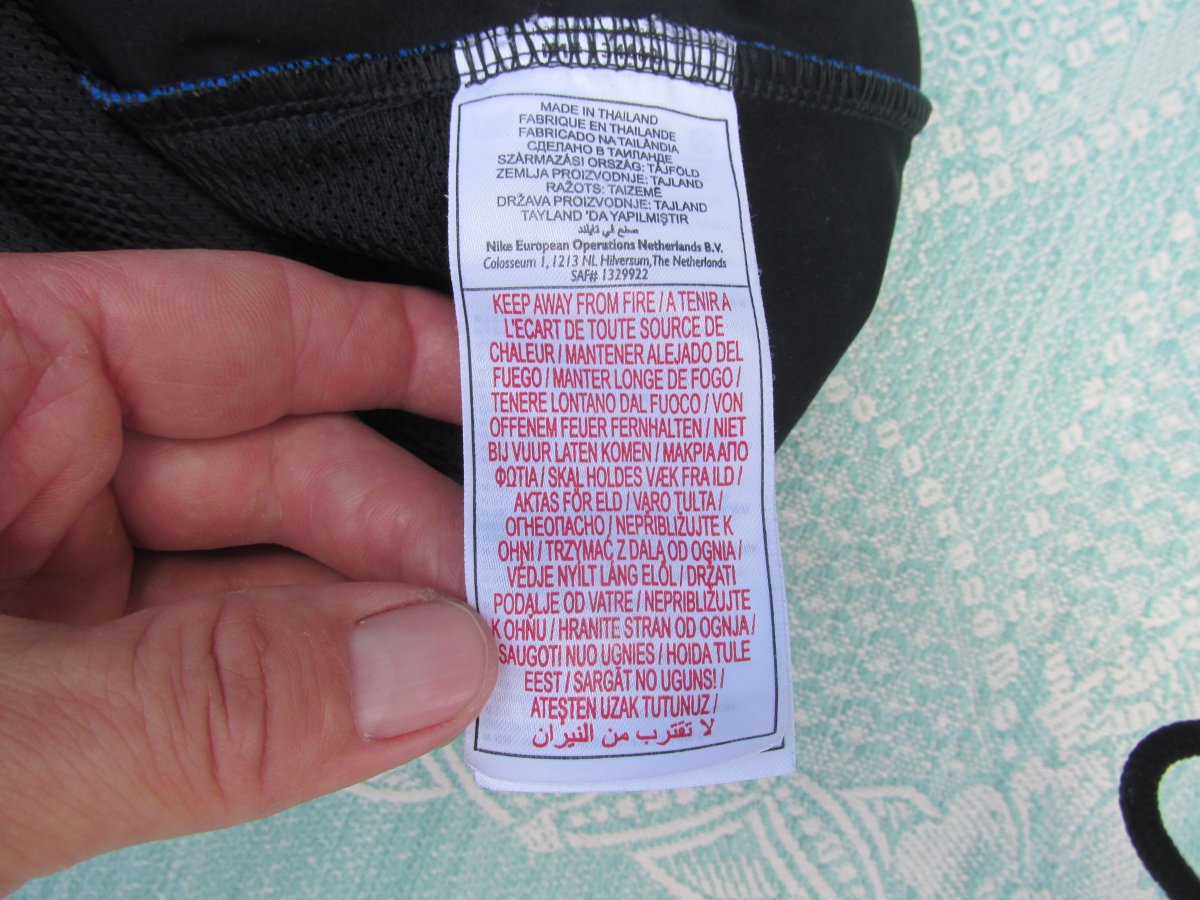 MADE IN THAILAND
FABRIQUE EN THAILANDE
FABRICADO NA TAILÂNDIA
СДЕЛАНО В ТАИЛАНДЕ
SZÁRMAZÁSI ORSZÁG: TÁJFÖLD
ZEMLJA PROIZVODNJE: TAJLAND
RAŽOTS: TAIZEMĒ
DRŽAVA PROIZVODNJE: TAJLAND
TAYLAND 'DA YAPILMIŞTIR
صنع في تايلند
Nike European Operations Netherlands B.V.
Colosseum 1, 1213 NL Hilversum, The Netherlands
SAF# 1329922
KEEP AWAY FROM FIRE / A TENIR A
L'ECART DE TOUTE SOURCE DE
CHALEUR / MANTENER ALEJADO DEL
FUEGO / MANTER LONGE DE FOGO /
TENERE LONTANO DAL FUOCO / VON
OFFENEM FEUER FERNHALTEN / NIET
BIJ VUUR LATEN KOMEN / ΜΑΚΡΙΑ ΑΠΟ
ΦΩΤΙΑ / SKAL HOLDES VÆK FRA ILD /
AKTAS FÖR ELD / VARO TULTA /
ОГНЕОПАСНО / NEPŘIBLIŽUJTE K
OHNI / TRZYMAĆ Z DALA OD OGNIA /
VÉDJE NYÍLT LÁNG ELÖL / DRŽATI
PODALJE OD VATRE / NEPRIBLIŽUJTE
K OHŇU / HRANITE STRAN OD OGNJA /
SAUGOTI NUO UGNIES / HOIDA TULE
EEST / SARGĀT NO UGUNS! /
ATEŞTEN UZAK TUTUNUZ /
لا تقترب من النيران